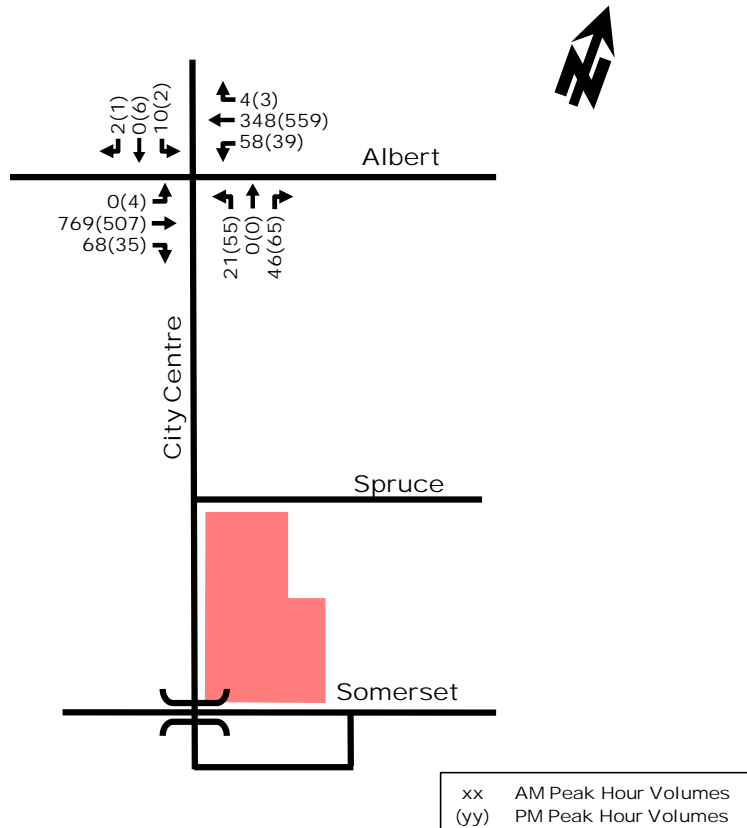 2(1)
0(6)
10(2)
4(3)
348(559)
58(39)
Albert
0(4)
769(507)
68(35)
21(55)
0(0)
46(65)
City Centre
Spruce
Somerset
xx AM Peak Hour Volumes
(yy) PM Peak Hour Volumes